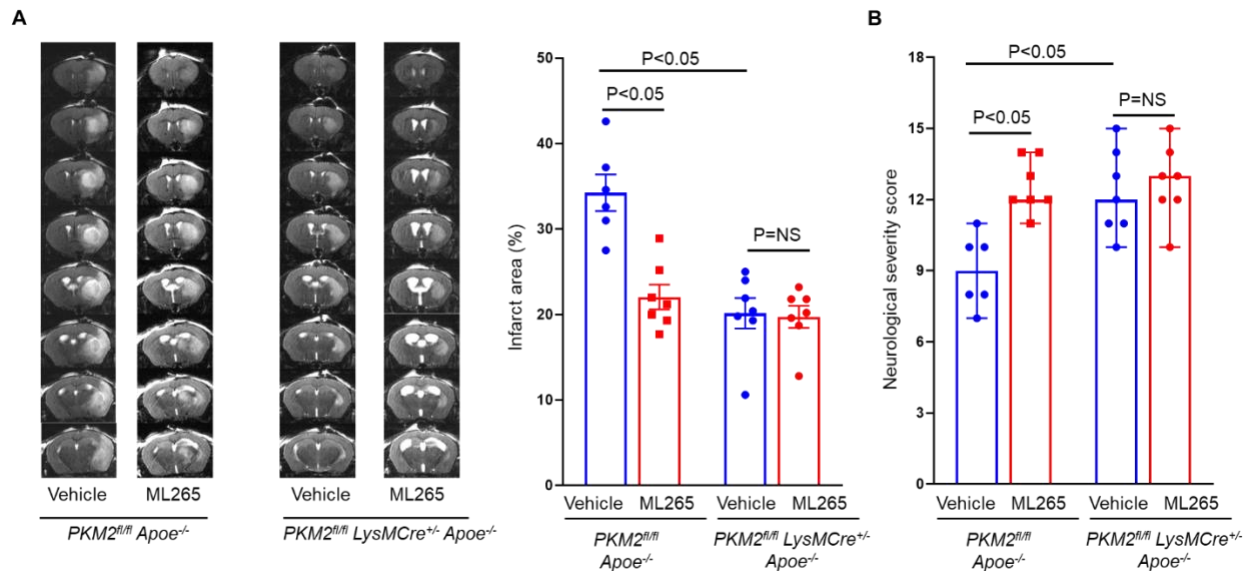 A
Vehicle
ML265
PKM2fl/fl Apoe-/-
Vehicle
ML265
PKM2fl/fl LysMCre+/- Apoe-/-
Infarct area (%)
50
40
30
20
10
0
P<0.05
P<0.05
P=NS
Vehicle
ML265
Vehicle
ML265
PKM2fl/fl
Apoe-/-
PKM2fl/fl LysMCre+/-
Apoe-/-
B
Neurological severity score
18
15
12
9
6
3
0
P<0.05
P<0.05
P=NS
Vehicle
ML265
Vehicle
ML265
PKM2fl/fl
Apoe-/-
PKM2fl/fl LysMCre+/-
Apoe-/-